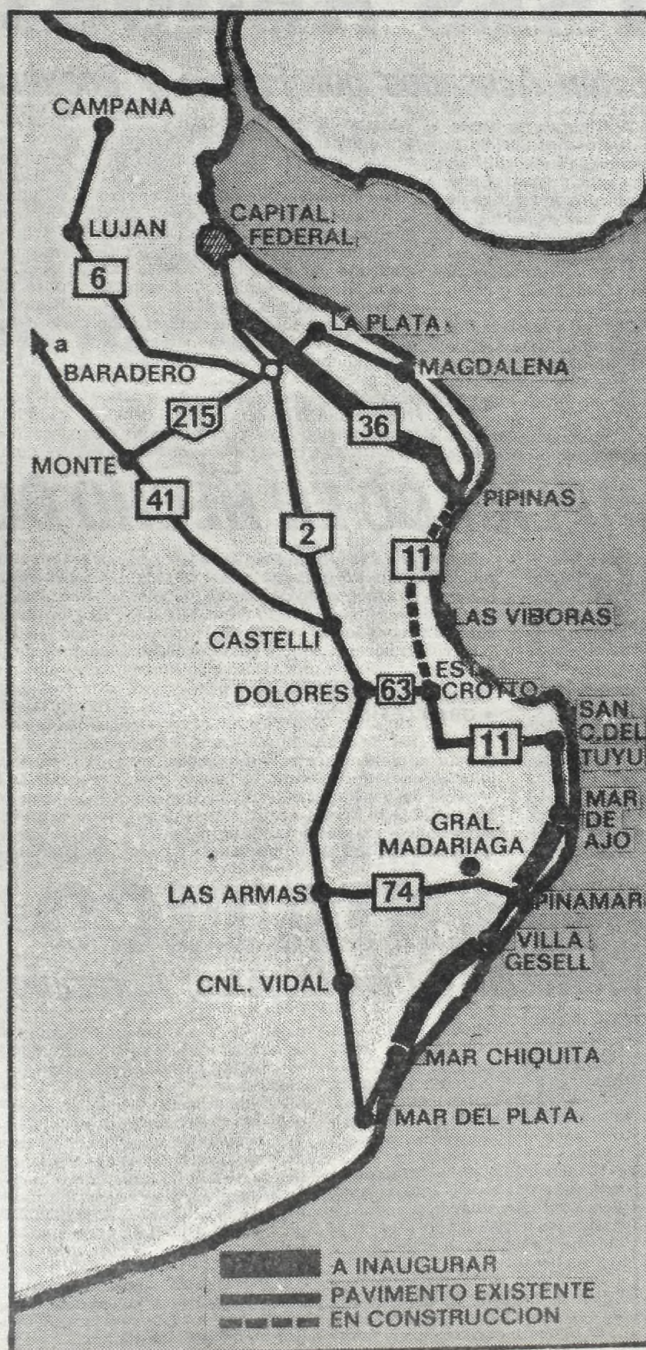 CAMPANA
LUJAN
CAPITAL
FEDERAL
6
LA PLATA
a
BARADERO
MAGDALENA
215
36
MONTE
PIPINAS
41
2
11
LAS VIBORAS
CASTELLI
EST.
DOLORES
63
CROTTO
SAN
C. DEL
TUYU
11
MAR
DE
AJO
GRAL.
MADARIAGA
LAS ARMAS
74
PINAMAR
VILLA
GESELL
CNL. VIDAL
MAR CHIQUITA
MAR DEL PLATA
A INAUGURAR
PAVIMENTO EXISTENTE
EN CONSTRUCCION